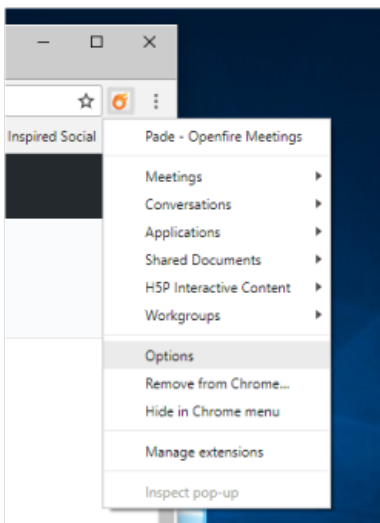 Inspired Social
Pade - Openfire Meetings
Meetings
Conversations
Applications
Shared Documents
H5P Interactive Content
Workgroups
Options
Remove from Chrome...
Hide in Chrome menu
Manage extensions
Inspect pop-up